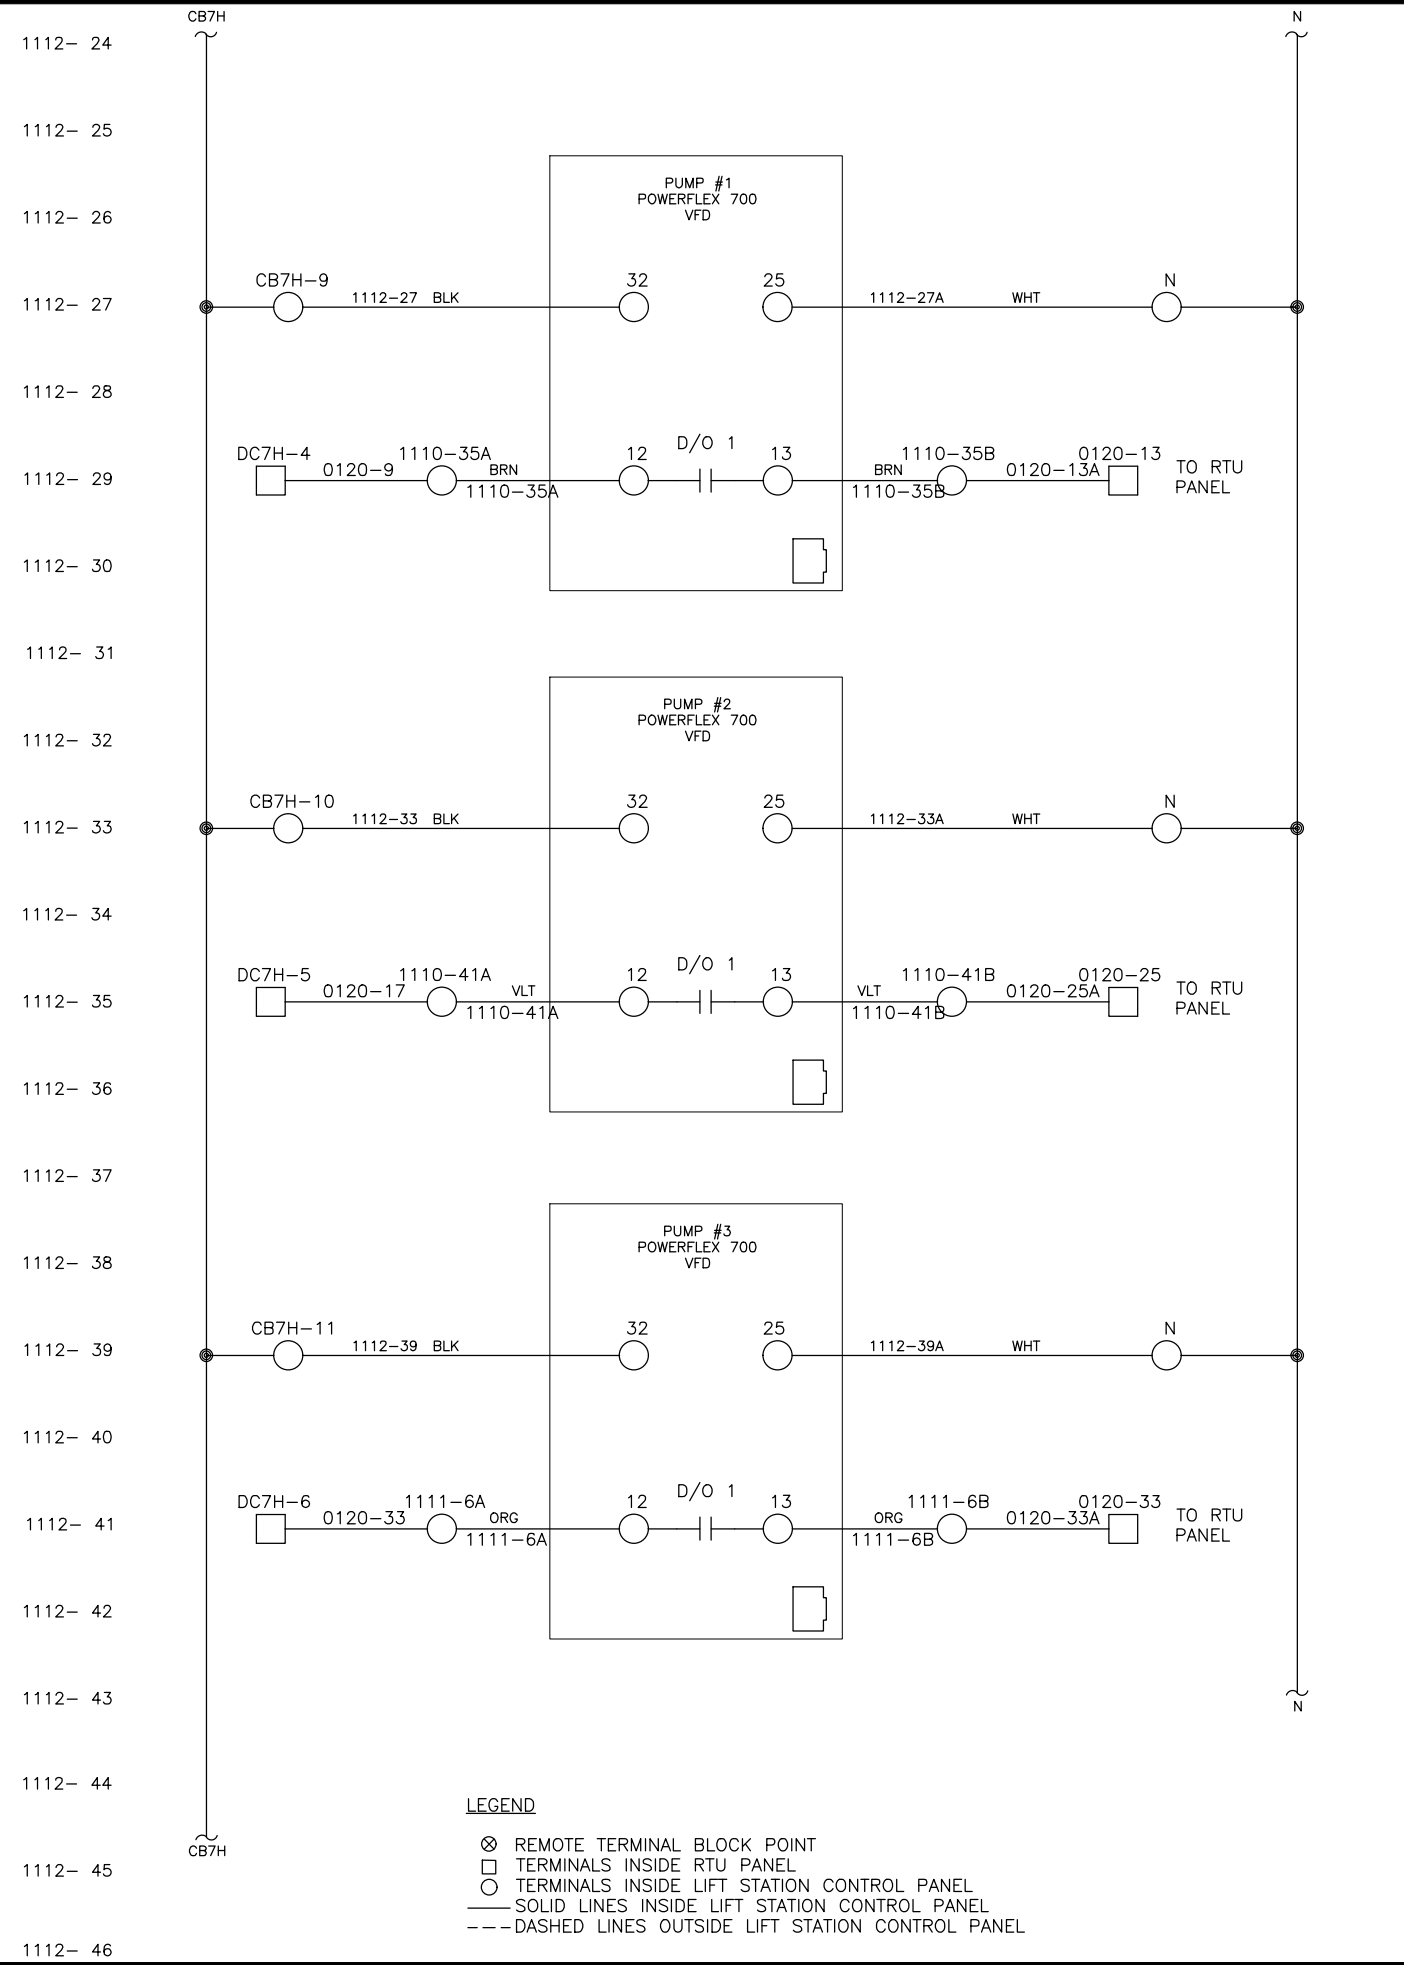 CB7H N
1112- 24
1112- 25
PUMP #1
POWERFLEX 700
VFD
1112- 26
CB7H-9 32 25 N
1112- 27 1112-27 BLK 1112-27A WHT
1112- 28
D/O 1
DC7H-4 1110-35A 12 13 1110-35B 0120-13
0120-9 BRN BRN 0120-13A TO RTU
1112- 29 1110-35A 1110-35B PANEL
1112- 30
1112- 31
PUMP #2
POWERFLEX 700
VFD
1112- 32
CB7H-10 32 25 N
1112- 33 1112-33 BLK 1112-33A WHT
1112- 34
D/O 1
DC7H-5 1110-41A 12 13 1110-41B 0120-25
0120-17 VLT VLT 0120-25A TO RTU
1112- 35 1110-41A 1110-41B PANEL
1112- 36
1112- 37
PUMP #3
POWERFLEX 700
VFD
1112- 38
CB7H-11 32 25 N
1112- 39 1112-39 BLK 1112-39A WHT
1112- 40
D/O 1
DC7H-6 1111-6A 12 13 1111-6B 0120-33
0120-33 ORG ORG 0120-33A TO RTU
1112- 41 1111-6A 1111-6B PANEL
1112- 42
1112- 43
N
1112- 44
LEGEND
CB7H
REMOTE TERMINAL BLOCK POINT
1112- 45
TERMINALS INSIDE RTU PANEL
TERMINALS INSIDE LIFT STATION CONTROL PANEL
SOLID LINES INSIDE LIFT STATION CONTROL PANEL
DASHED LINES OUTSIDE LIFT STATION CONTROL PANEL
1112- 46